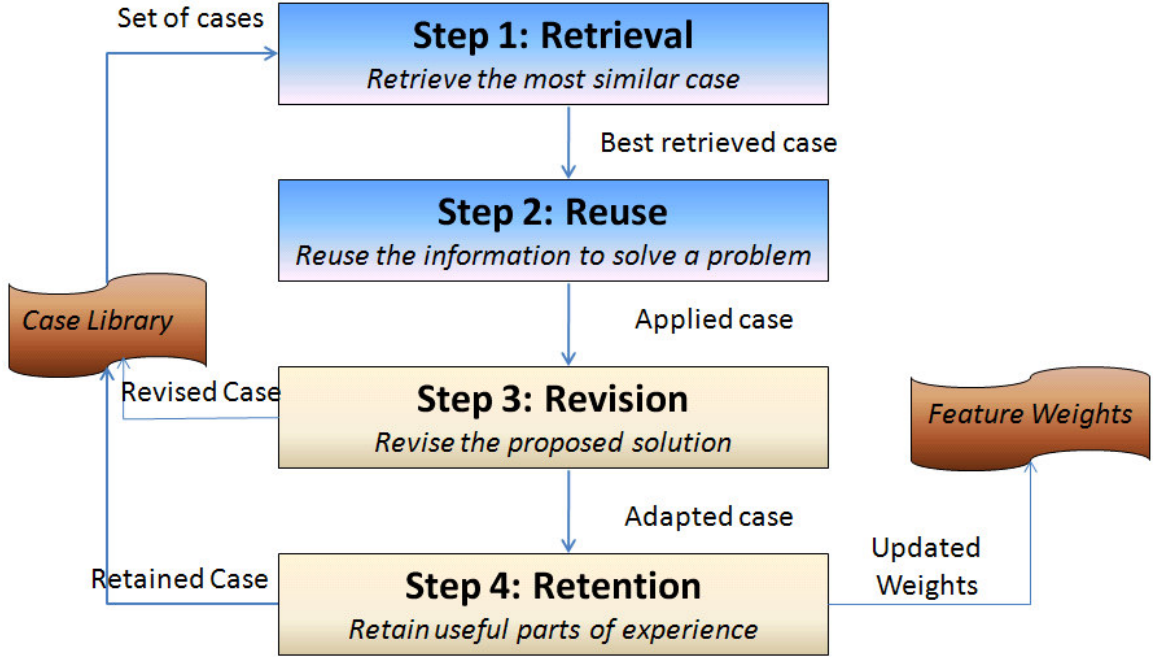 Set of cases
Step 1: Retrieval
Retrieve the most similar case
Best retrieved case
Step 2: Reuse
Reuse the information to solve a problem
Case Library
Applied case
Revised Case
Step 3: Revision
Revise the proposed solution
Feature Weights
Adapted case
Retained Case
Step 4: Retention
Retain useful parts of experience
Updated
Weights